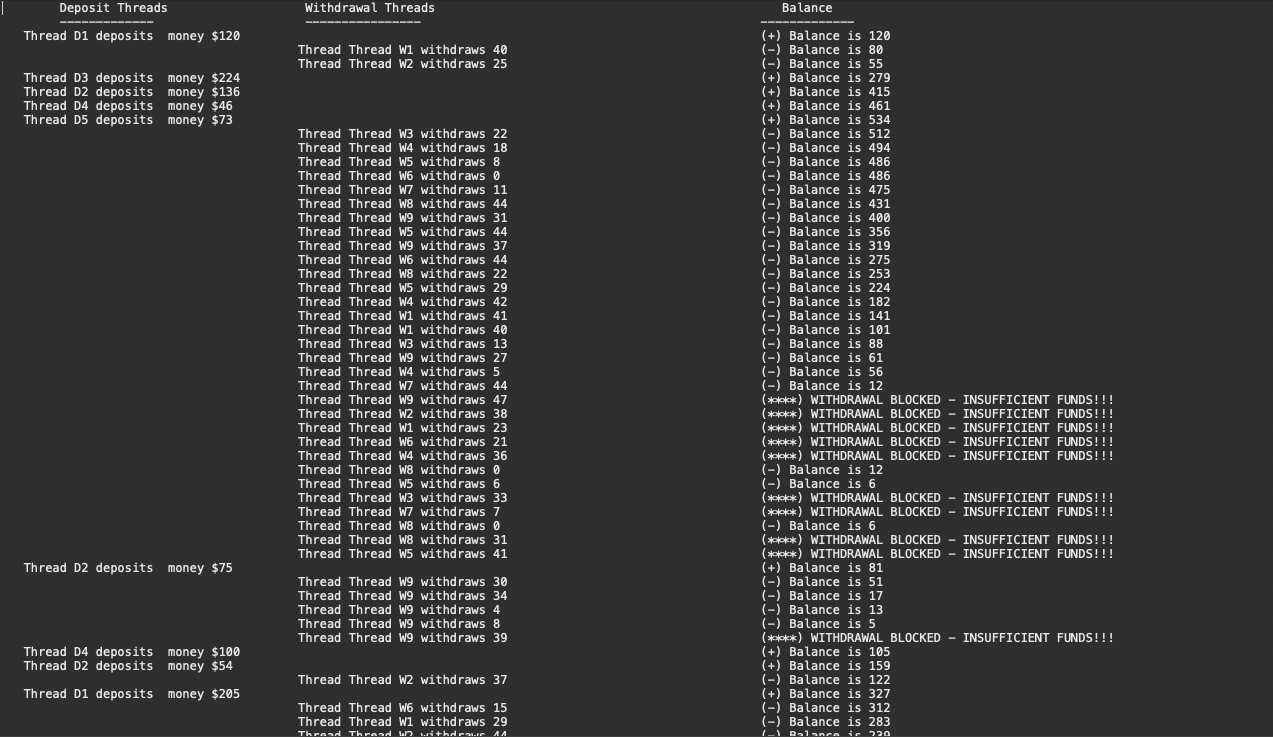 Deposit Threads Withdrawal Threads Balance
------------- ---------------- -------------
Thread D1 deposits money $120 (+) Balance is 120
Thread Thread W1 withdraws 40 (-) Balance is 80
Thread Thread W2 withdraws 25 (-) Balance is 55
Thread D3 deposits money $224 (+) Balance is 279
Thread D2 deposits money $136 (+) Balance is 415
Thread D4 deposits money $46 (+) Balance is 461
Thread D5 deposits money $73 (+) Balance is 534
Thread Thread W3 withdraws 22 (-) Balance is 512
Thread Thread W4 withdraws 18 (-) Balance is 494
Thread Thread W5 withdraws 8 (-) Balance is 486
Thread Thread W6 withdraws 0 (-) Balance is 486
Thread Thread W7 withdraws 11 (-) Balance is 475
Thread Thread W8 withdraws 44 (-) Balance is 431
Thread Thread W9 withdraws 31 (-) Balance is 400
Thread Thread W5 withdraws 44 (-) Balance is 356
Thread Thread W9 withdraws 37 (-) Balance is 319
Thread Thread W6 withdraws 44 (-) Balance is 275
Thread Thread W8 withdraws 22 (-) Balance is 253
Thread Thread W5 withdraws 29 (-) Balance is 224
Thread Thread W4 withdraws 42 (-) Balance is 182
Thread Thread W1 withdraws 41 (-) Balance is 141
Thread Thread W1 withdraws 40 (-) Balance is 101
Thread Thread W3 withdraws 13 (-) Balance is 88
Thread Thread W9 withdraws 27 (-) Balance is 61
Thread Thread W4 withdraws 5 (-) Balance is 56
Thread Thread W7 withdraws 44 (-) Balance is 12
Thread Thread W9 withdraws 47 (****) WITHDRAWAL BLOCKED - INSUFFICIENT FUNDS!!!
Thread Thread W2 withdraws 38 (****) WITHDRAWAL BLOCKED - INSUFFICIENT FUNDS!!!
Thread Thread W1 withdraws 23 (****) WITHDRAWAL BLOCKED - INSUFFICIENT FUNDS!!!
Thread Thread W6 withdraws 21 (****) WITHDRAWAL BLOCKED - INSUFFICIENT FUNDS!!!
Thread Thread W4 withdraws 36 (****) WITHDRAWAL BLOCKED - INSUFFICIENT FUNDS!!!
Thread Thread W8 withdraws 0 (-) Balance is 12
Thread Thread W5 withdraws 6 (-) Balance is 6
Thread Thread W3 withdraws 33 (****) WITHDRAWAL BLOCKED - INSUFFICIENT FUNDS!!!
Thread Thread W7 withdraws 7 (****) WITHDRAWAL BLOCKED - INSUFFICIENT FUNDS!!!
Thread Thread W8 withdraws 0 (-) Balance is 6
Thread Thread W8 withdraws 31 (****) WITHDRAWAL BLOCKED - INSUFFICIENT FUNDS!!!
Thread Thread W5 withdraws 41 (****) WITHDRAWAL BLOCKED - INSUFFICIENT FUNDS!!!
Thread D2 deposits money $75 (+) Balance is 81
Thread Thread W9 withdraws 30 (-) Balance is 51
Thread Thread W9 withdraws 34 (-) Balance is 17
Thread Thread W9 withdraws 4 (-) Balance is 13
Thread Thread W9 withdraws 8 (-) Balance is 5
Thread Thread W9 withdraws 39 (****) WITHDRAWAL BLOCKED - INSUFFICIENT FUNDS!!!
Thread D4 deposits money $100 (+) Balance is 105
Thread D2 deposits money $54 (+) Balance is 159
Thread Thread W2 withdraws 37 (-) Balance is 122
Thread D1 deposits money $205 (+) Balance is 327
Thread Thread W6 withdraws 15 (-) Balance is 312
Thread Thread W1 withdraws 29 (-) Balance is 283
Thread Thread W2 withdraws 44 (-) Balance is 239